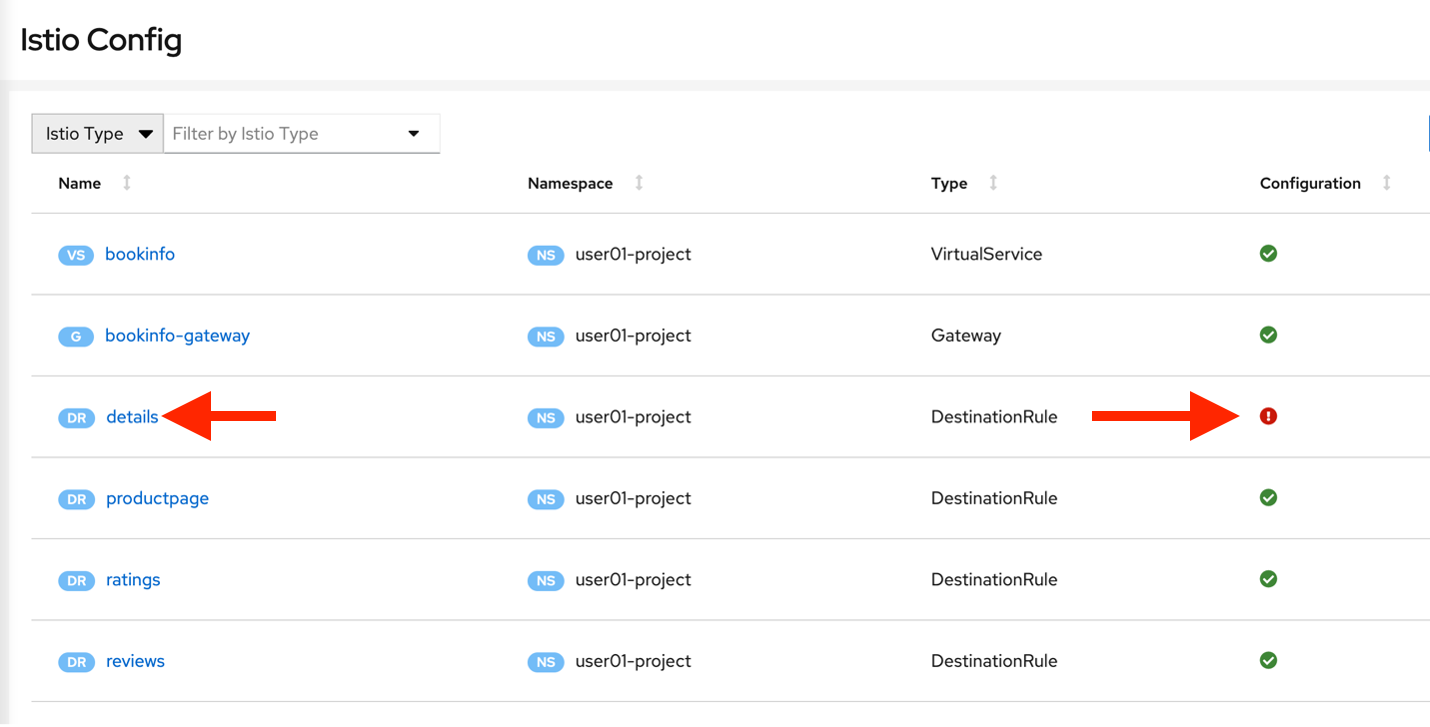 Istio Config
Istio Type Filter by Istio Type
Name Namespace Type Configuration
VS bookinfo NS user01-project VirtualService
G bookinfo-gateway NS user01-project Gateway
DR details NS user01-project DestinationRule
DR productpage NS user01-project DestinationRule
DR ratings NS user01-project DestinationRule
DR reviews NS user01-project DestinationRule